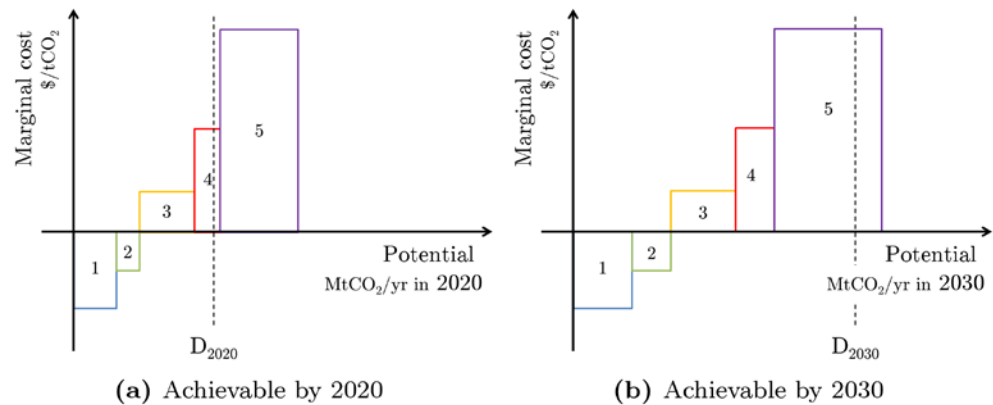 Marginal cost
$/tCO₂
1
2
3
4
5
Potential
MtCO₂/yr in 2020
D₂₀₂₀
(a) Achievable by 2020
Marginal cost
$/tCO₂
1
2
3
4
5
Potential
MtCO₂/yr in 2030
D₂₀₃₀
(b) Achievable by 2030